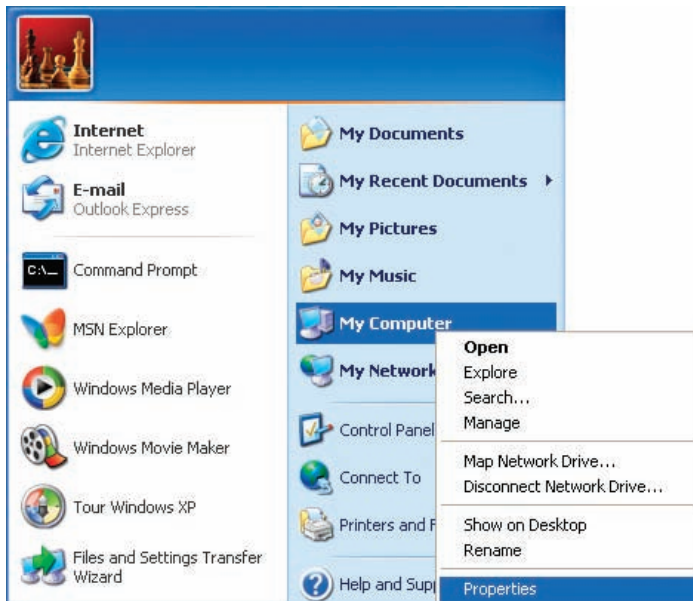 Internet
Internet Explorer
E-mail
Outlook Express
C:\_
Command Prompt
MSN Explorer
Windows Media Player
Windows Movie Maker
Tour Windows XP
Files and Settings Transfer
Wizard
My Documents
My Recent Documents
My Pictures
My Music
My Computer
My Network
Control Panel
Connect To
Printers and F
Help and Supp
Open
Explore
Search...
Manage
Map Network Drive...
Disconnect Network Drive...
Show on Desktop
Rename
Properties